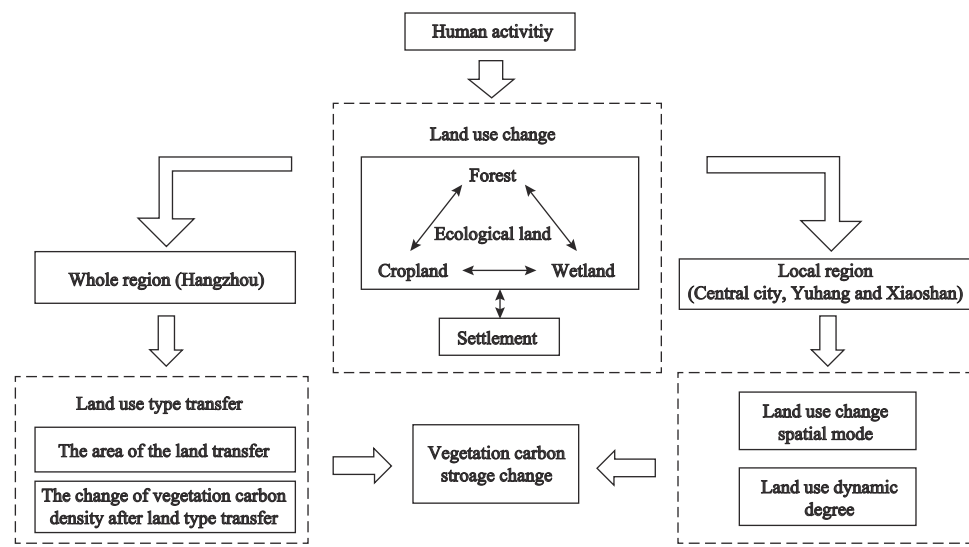 Human activitiy
Land use change
Forest
Ecological land
Cropland
Wetland
Settlement
Whole region (Hangzhou)
Local region
(Central city, Yuhang and Xiaoshan)
Land use type transfer
The area of the land transfer
The change of vegetation carbon
density after land type transfer
Vegetation carbon
stroage change
Land use change
spatial mode
Land use dynamic
degree